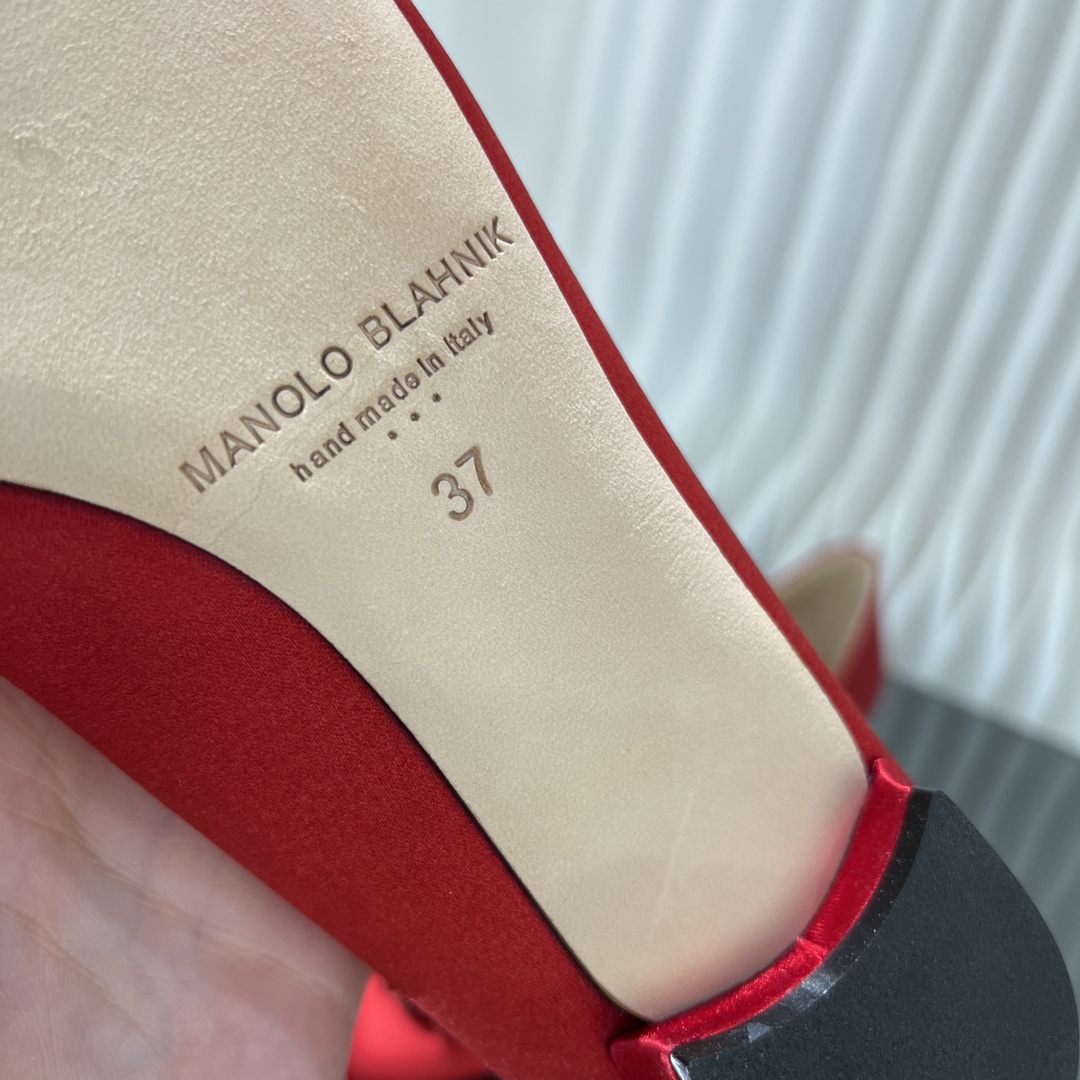 MANOLO BLAHNIK
hand made in Italy
• • •
37